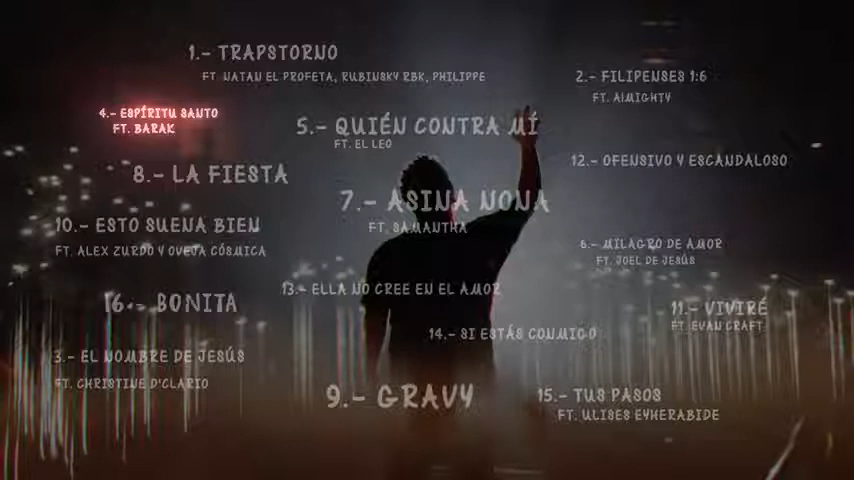 1.- TRAPSTORNO
FT NATAN EL PROFETA, RUBINSKY RBK, PHILIPPE
2.- FILIPENSES 1:6
FT. AIMIGHTY
4.- ESPÍRITU SANTO
FT. BARAK
5.- QUIÉN CONTRA MÍ
FT. EL LEO
12.- OFENSIVO Y ESCANDALOSO
8.- LA FIESTA
7.- ASINA NONA
FT. SAMANTHA
10.- ESTO SUENA BIEN
FT. ALEX ZURDO Y OVEJA CÓSMICA
6.- MILAGRO DE AMOR
FT. JOEL DE JESÚS
13.- ELLA NO CREE EN EL AMOR
16.- BONITA
11.- VIVIRÉ
FT. EVAN CRAFT
14.- SI ESTÁS CONMIGO
3.- EL NOMBRE DE JESÚS
FT. CHRISTINE D'CLARIO
9.- GRAVY
15.- TUS PASOS
FT. ULISES EYHERABIDE